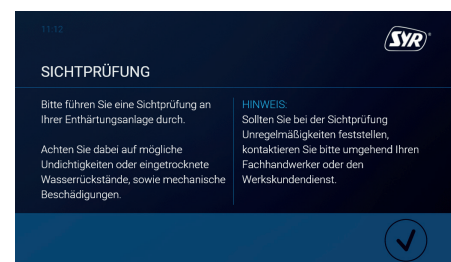 11:12
SYR®
SICHTPRÜFUNG
Bitte führen Sie eine Sichtprüfung an
Ihrer Enthärtungsanlage durch.
Achten Sie dabei auf mögliche
Undichtigkeiten oder eingetrocknete
Wasserrückstände, sowie mechanische
Beschädigungen.
HINWEIS:
Sollten Sie bei der Sichtprüfung
Unregelmäßigkeiten feststellen,
kontaktieren Sie bitte umgehend Ihren
Fachhandwerker oder den
Werkskundendienst.